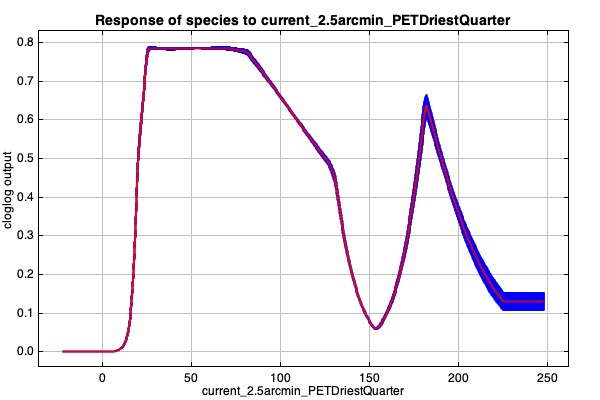 Response of species to current_2.5arcmin_PETDriestQuarter
0.8
0.7
0.6
0.5
0.4
0.3
0.2
0.1
0.0
cloglog output
0 50 100 150 200 250
current_2.5arcmin_PETDriestQuarter